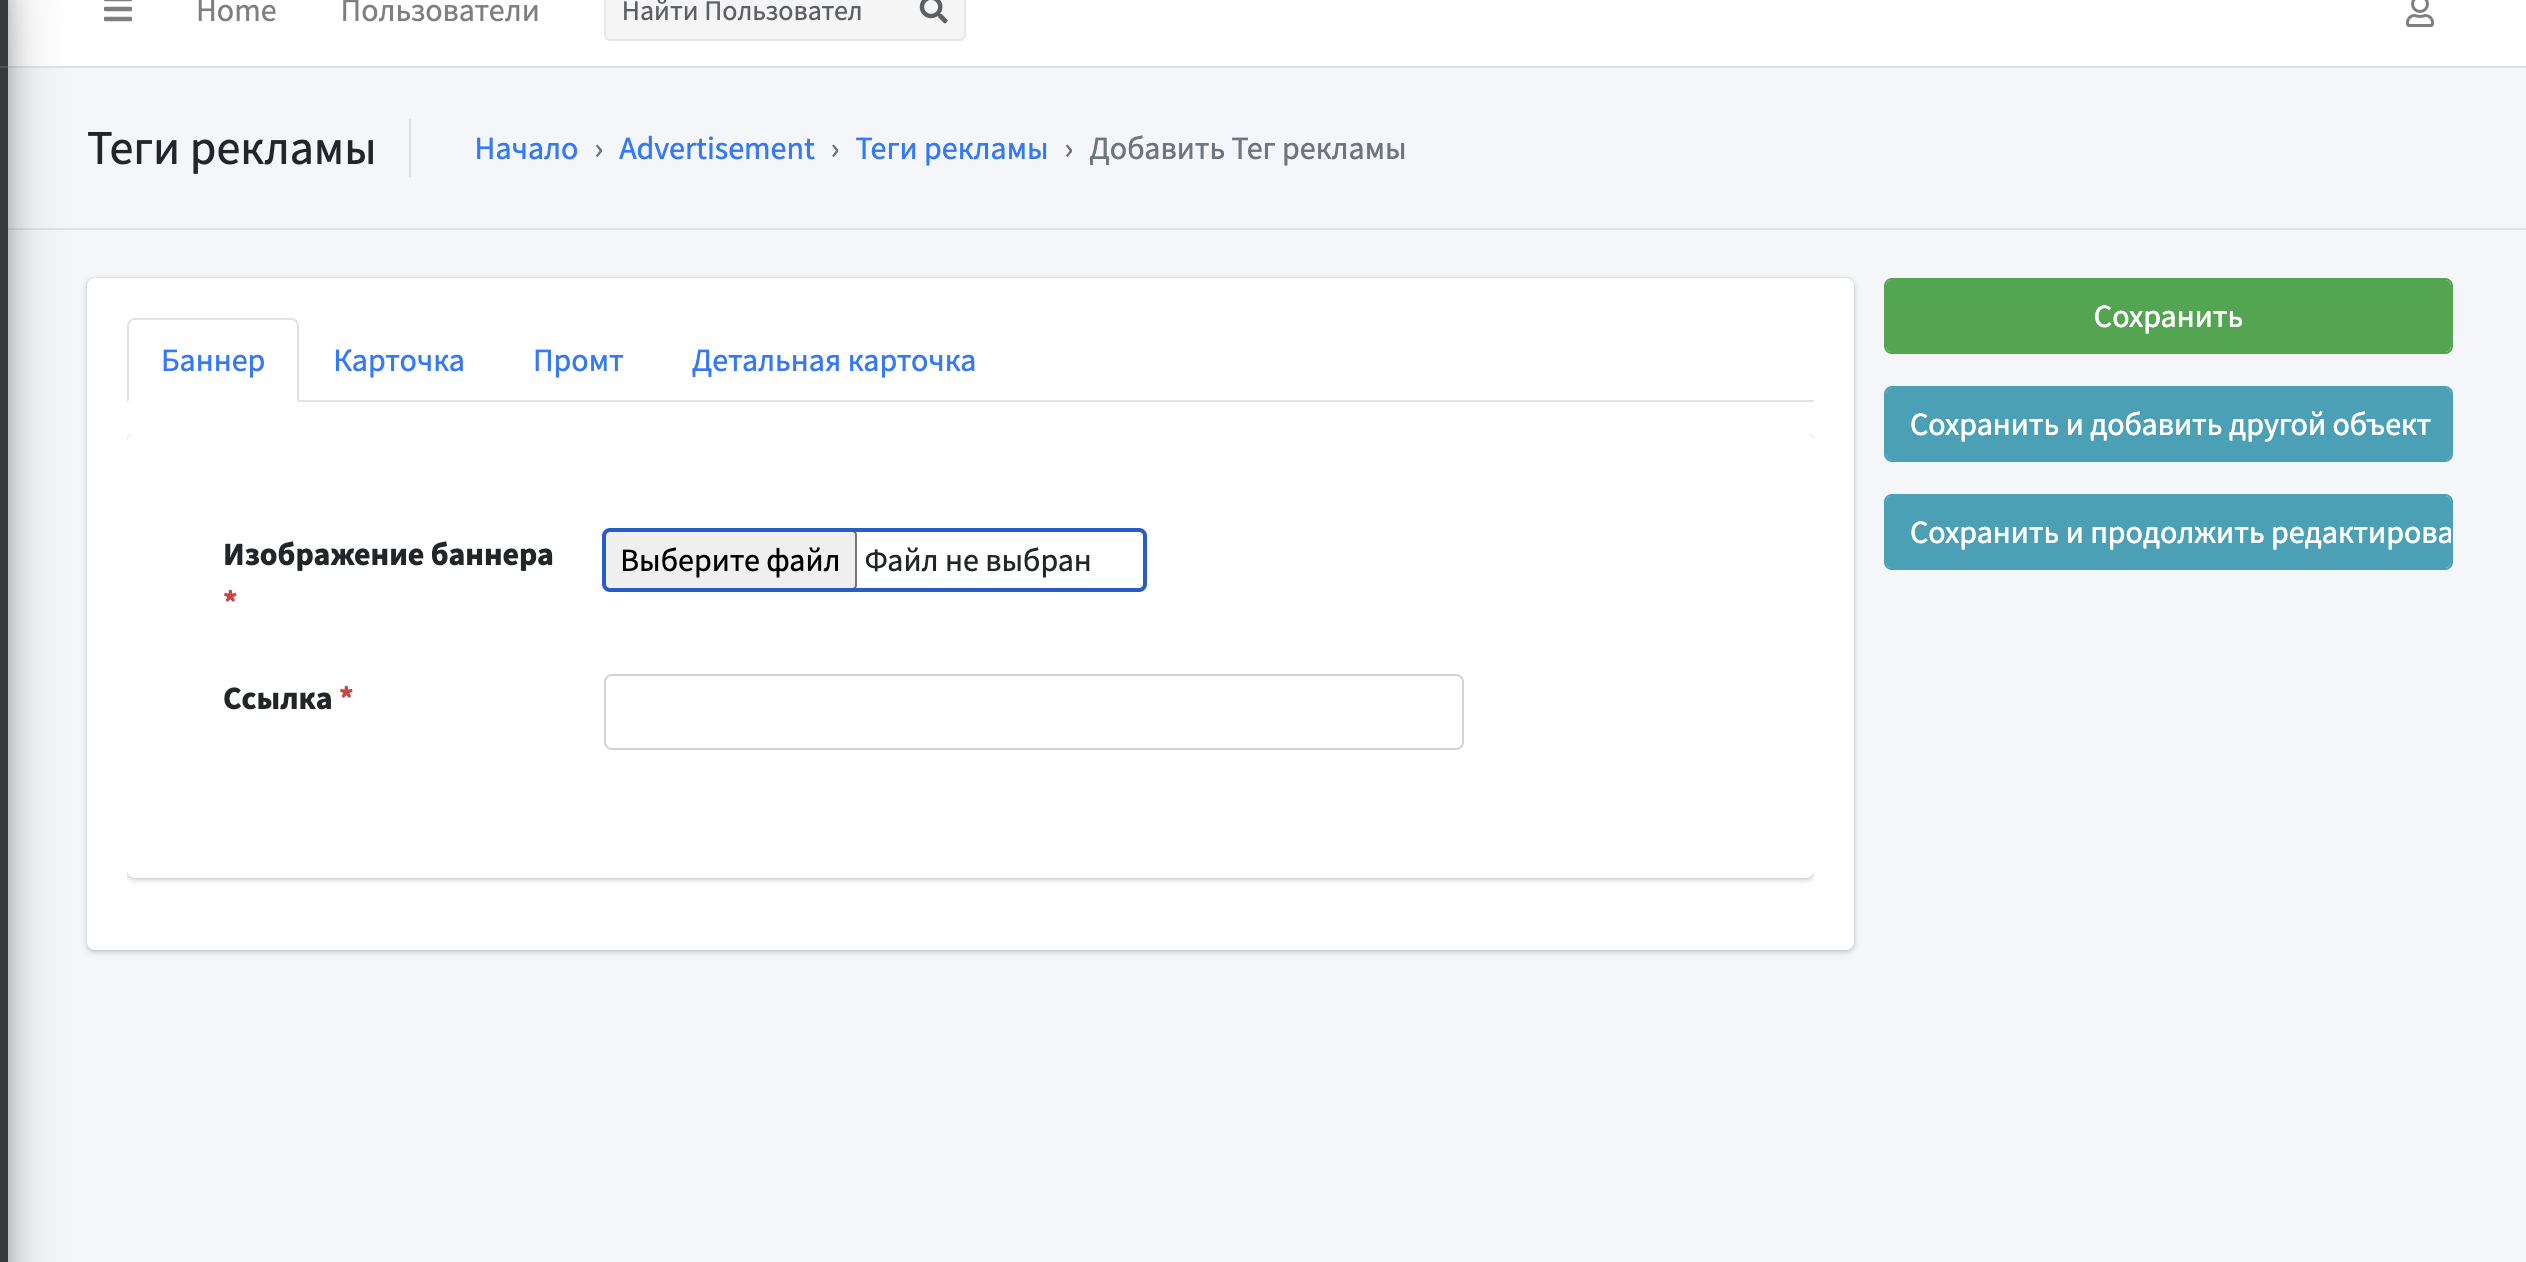 Home Пользователи Найти Пользовател
Теги рекламы Начало › Advertisement › Теги рекламы › Добавить Тег рекламы
Баннер Карточка Промт Детальная карточка
Изображение баннера * Выберите файл Файл не выбран
Ссылка *
Сохранить
Сохранить и добавить другой объект
Сохранить и продолжить редактирова